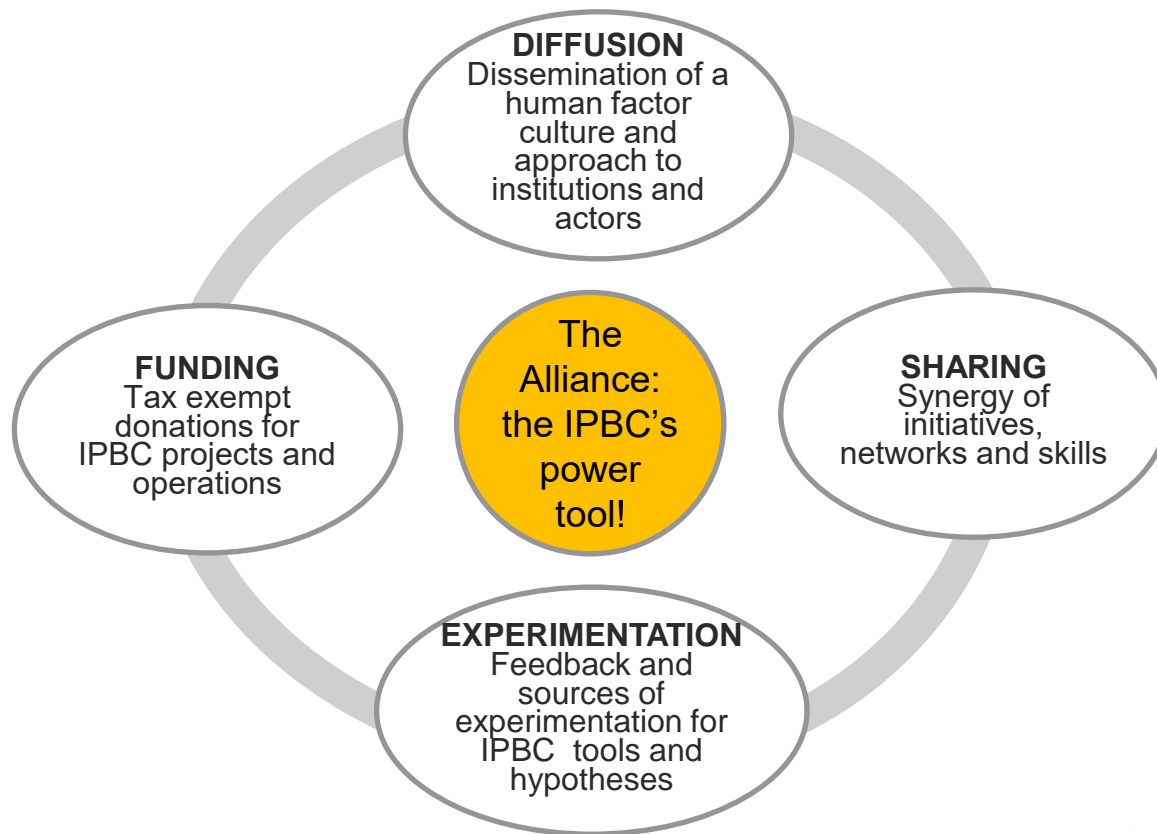 DIFFUSION
Dissemination of a
human factor
culture and
approach to
institutions and
actors
FUNDING
Tax exempt
donations for
IPBC projects and
operations
The
Alliance:
the IPBC’s
power
tool!
SHARING
Synergy of
initiatives,
networks and skills
EXPERIMENTATION
Feedback and
sources of
experimentation for
IPBC  tools and
hypotheses